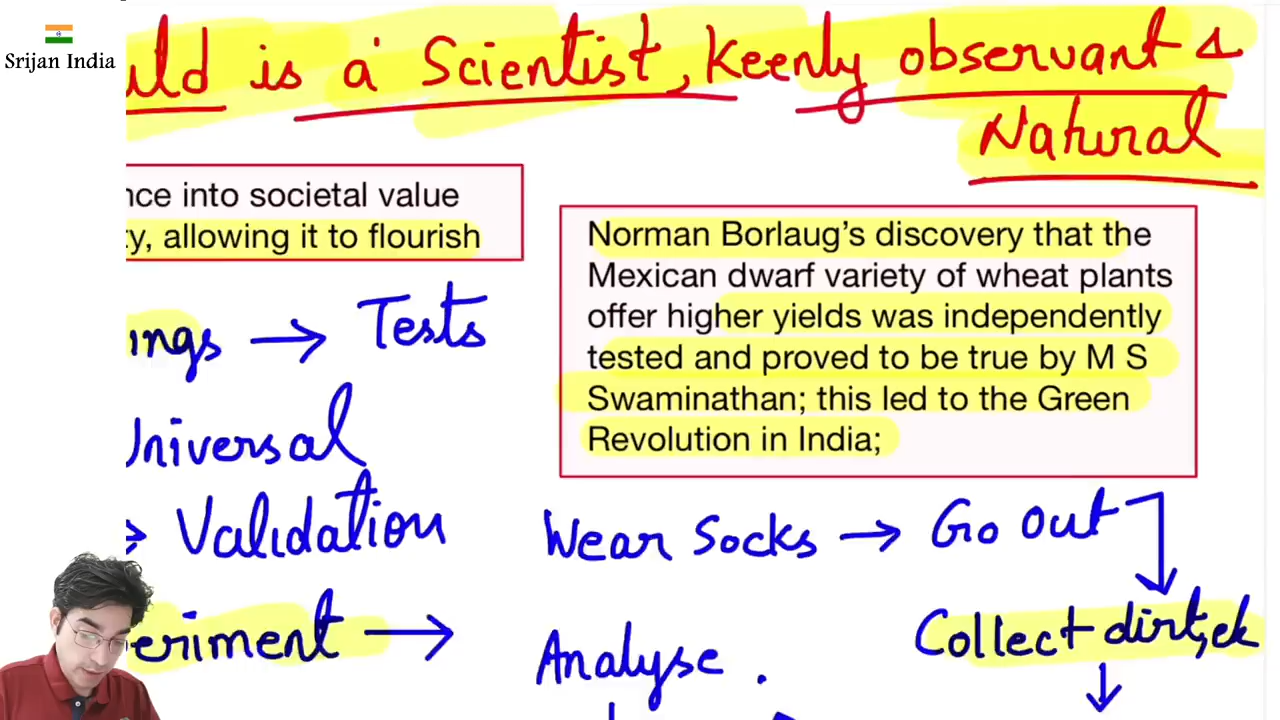 Srijan India
uld is a Scientist, Keenly observant &
Natural
nce into societal value
ty, allowing it to flourish
Norman Borlaug's discovery that the
Mexican dwarf variety of wheat plants
offer higher yields was independently
tested and proved to be true by M S
Swaminathan; this led to the Green
Revolution in India;
ings → Tests
Universal
→ Validation
Wear Socks → Go out
periment →
Collect dirt, etc
Analyse .